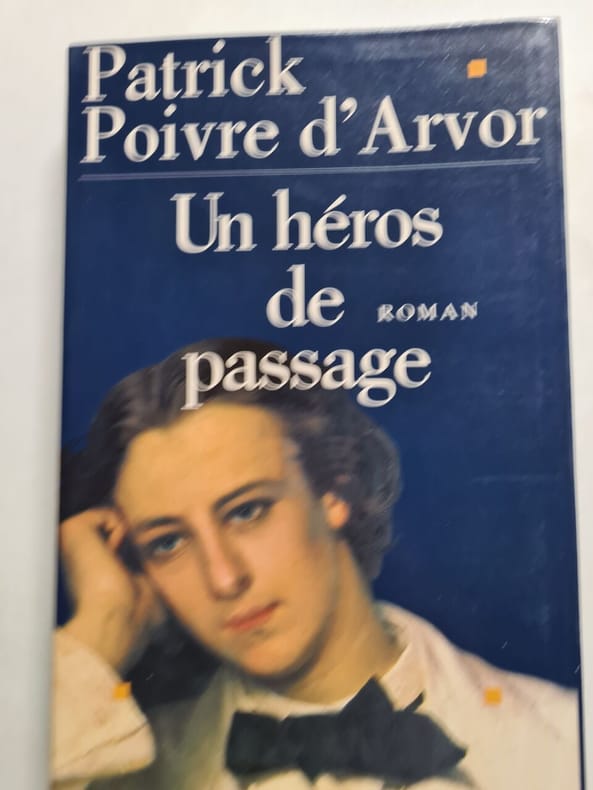 Patrick
Poivre d'Arvor
Un héros
de ROMAN
passage